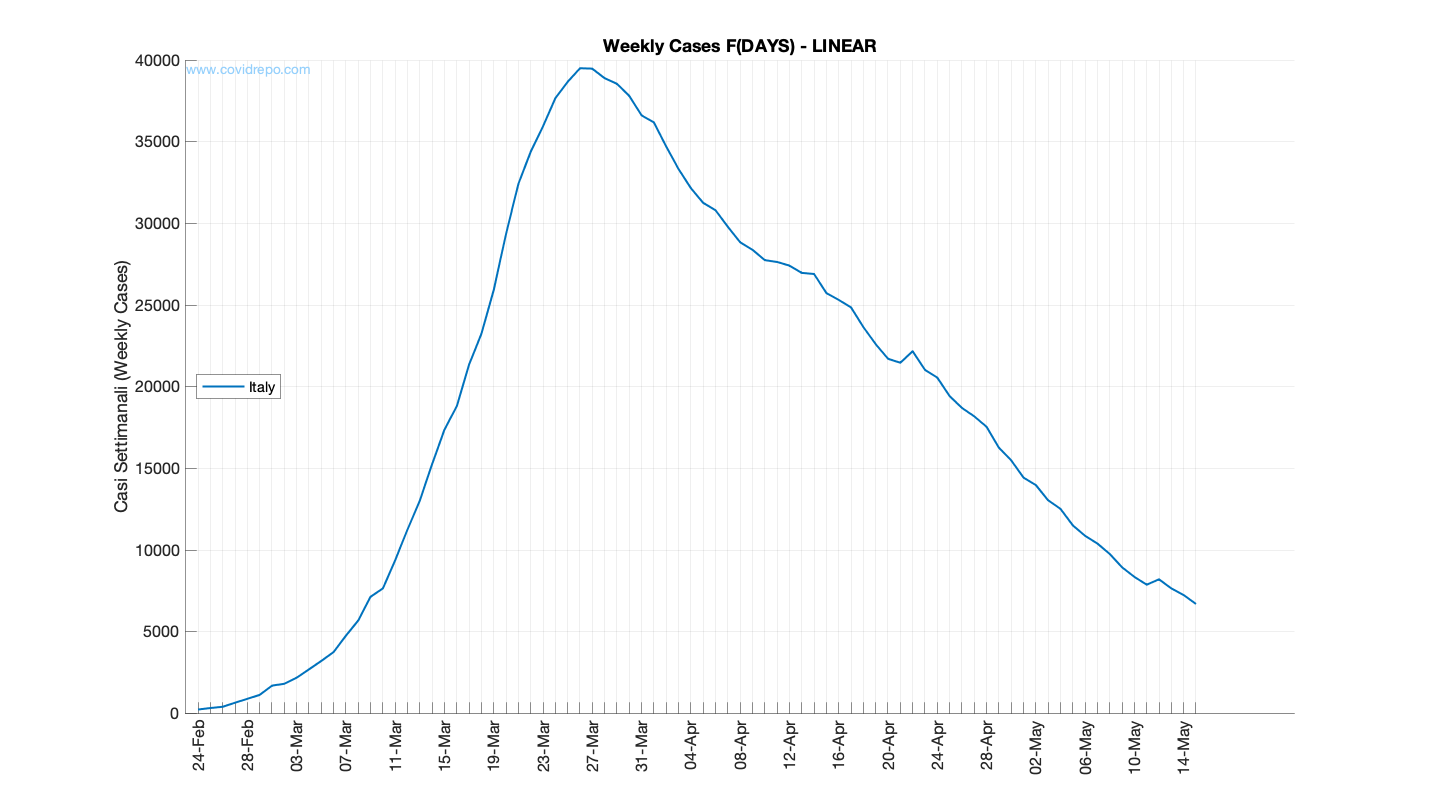 Weekly Cases F(DAYS) - LINEAR
www.covidrepo.com
Casi Settimanali (Weekly Cases)
40000
35000
30000
25000
20000
15000
10000
5000
0
Italy
24-Feb
28-Feb
03-Mar
07-Mar
11-Mar
15-Mar
19-Mar
23-Mar
27-Mar
31-Mar
04-Apr
08-Apr
12-Apr
16-Apr
20-Apr
24-Apr
28-Apr
02-May
06-May
10-May
14-May